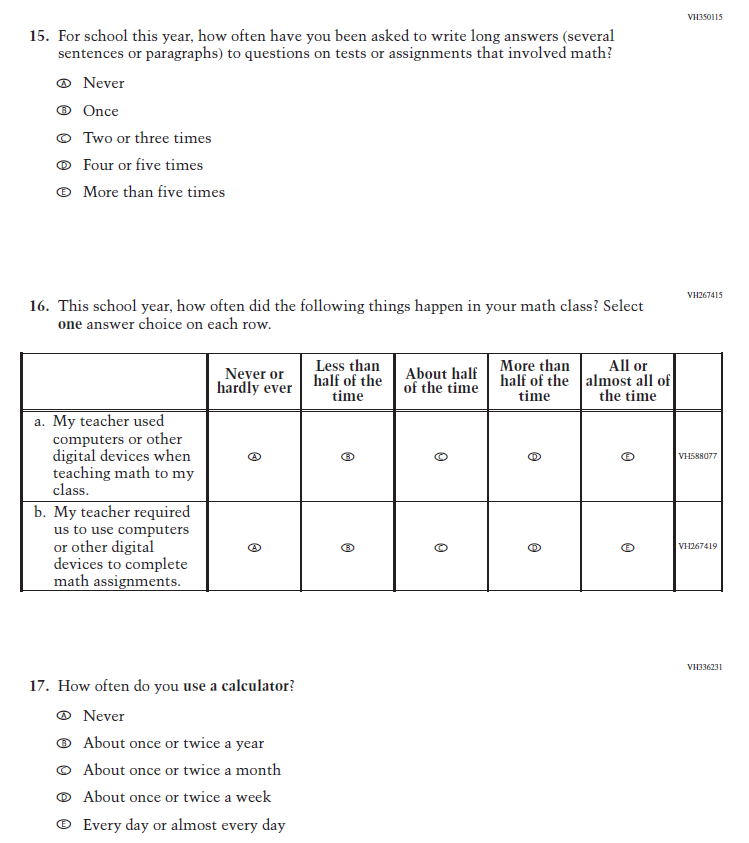 VH350115
15. For school this year, how often have you been asked to write long answers (several
sentences or paragraphs) to questions on tests or assignments that involved math?
A Never
B Once
C Two or three times
D Four or five times
E More than five times
VH267415
16. This school year, how often did the following things happen in your math class? Select
one answer choice on each row.
Never or
hardly ever
Less than
half of the
time
About half
of the time
More than
half of the
time
All or
almost all of
the time
a. My teacher used
computers or other
digital devices when
teaching math to my
class.
A B C D E VH588077
b. My teacher required
us to use computers
or other digital
devices to complete
math assignments.
A B C D E VH267419
VH336231
17. How often do you use a calculator?
A Never
B About once or twice a year
C About once or twice a month
D About once or twice a week
E Every day or almost every day